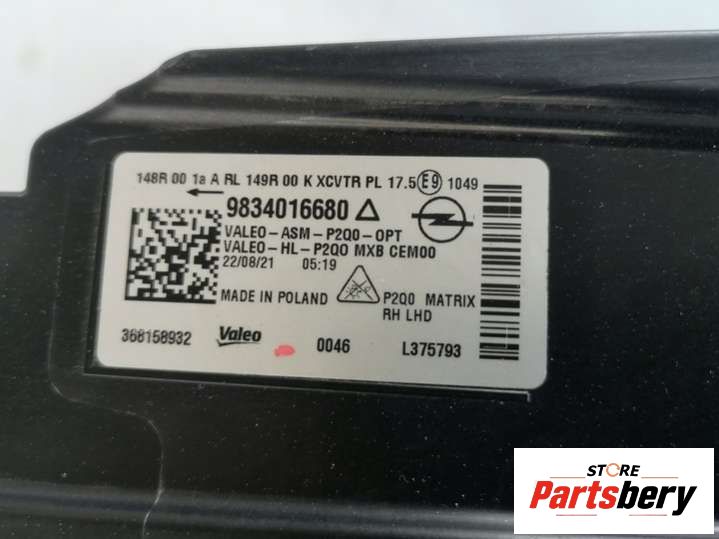 148R 00 1a A RL 149R 00 K XCVTR PL 17.5 E9 1049
9834016680
VALEO-ASM-P2Q0-OPT
VALEO-HL-P2QO MXB CEM00
22/08/21 05:19
MADE IN POLAND P2Q0 MATRIX
RH LHD
368158932 Valeo 0046 L375793
STORE
Partsbery